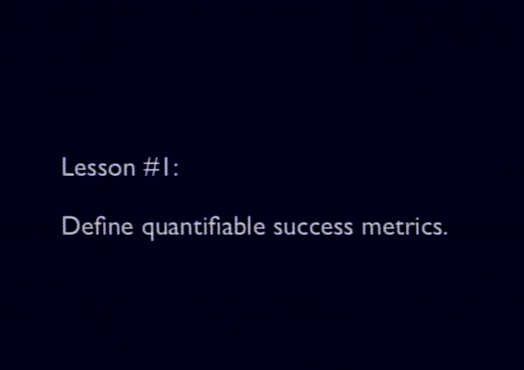 Lesson #1:
Define quantifiable success metrics.